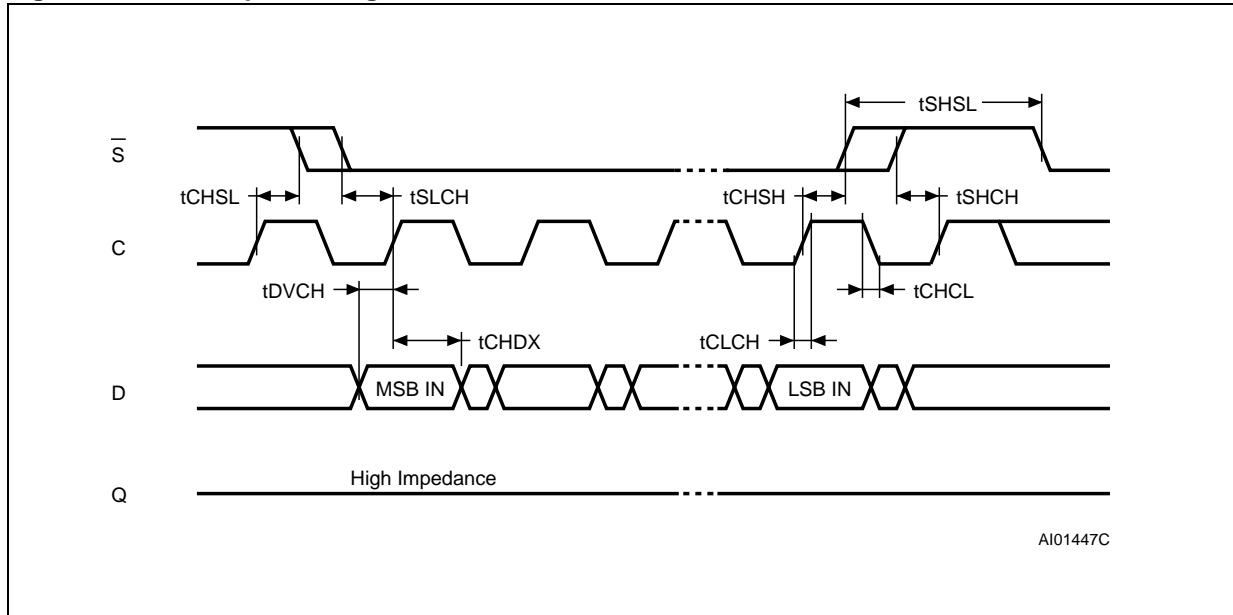 tSHSL
S
tCHSL
tSLCH
tCHSH
tSHCH
C
tDVCH
tCHCL
tCHDX
tCLCH
D
MSB IN
LSB IN
High Impedance
Q
AI01447C